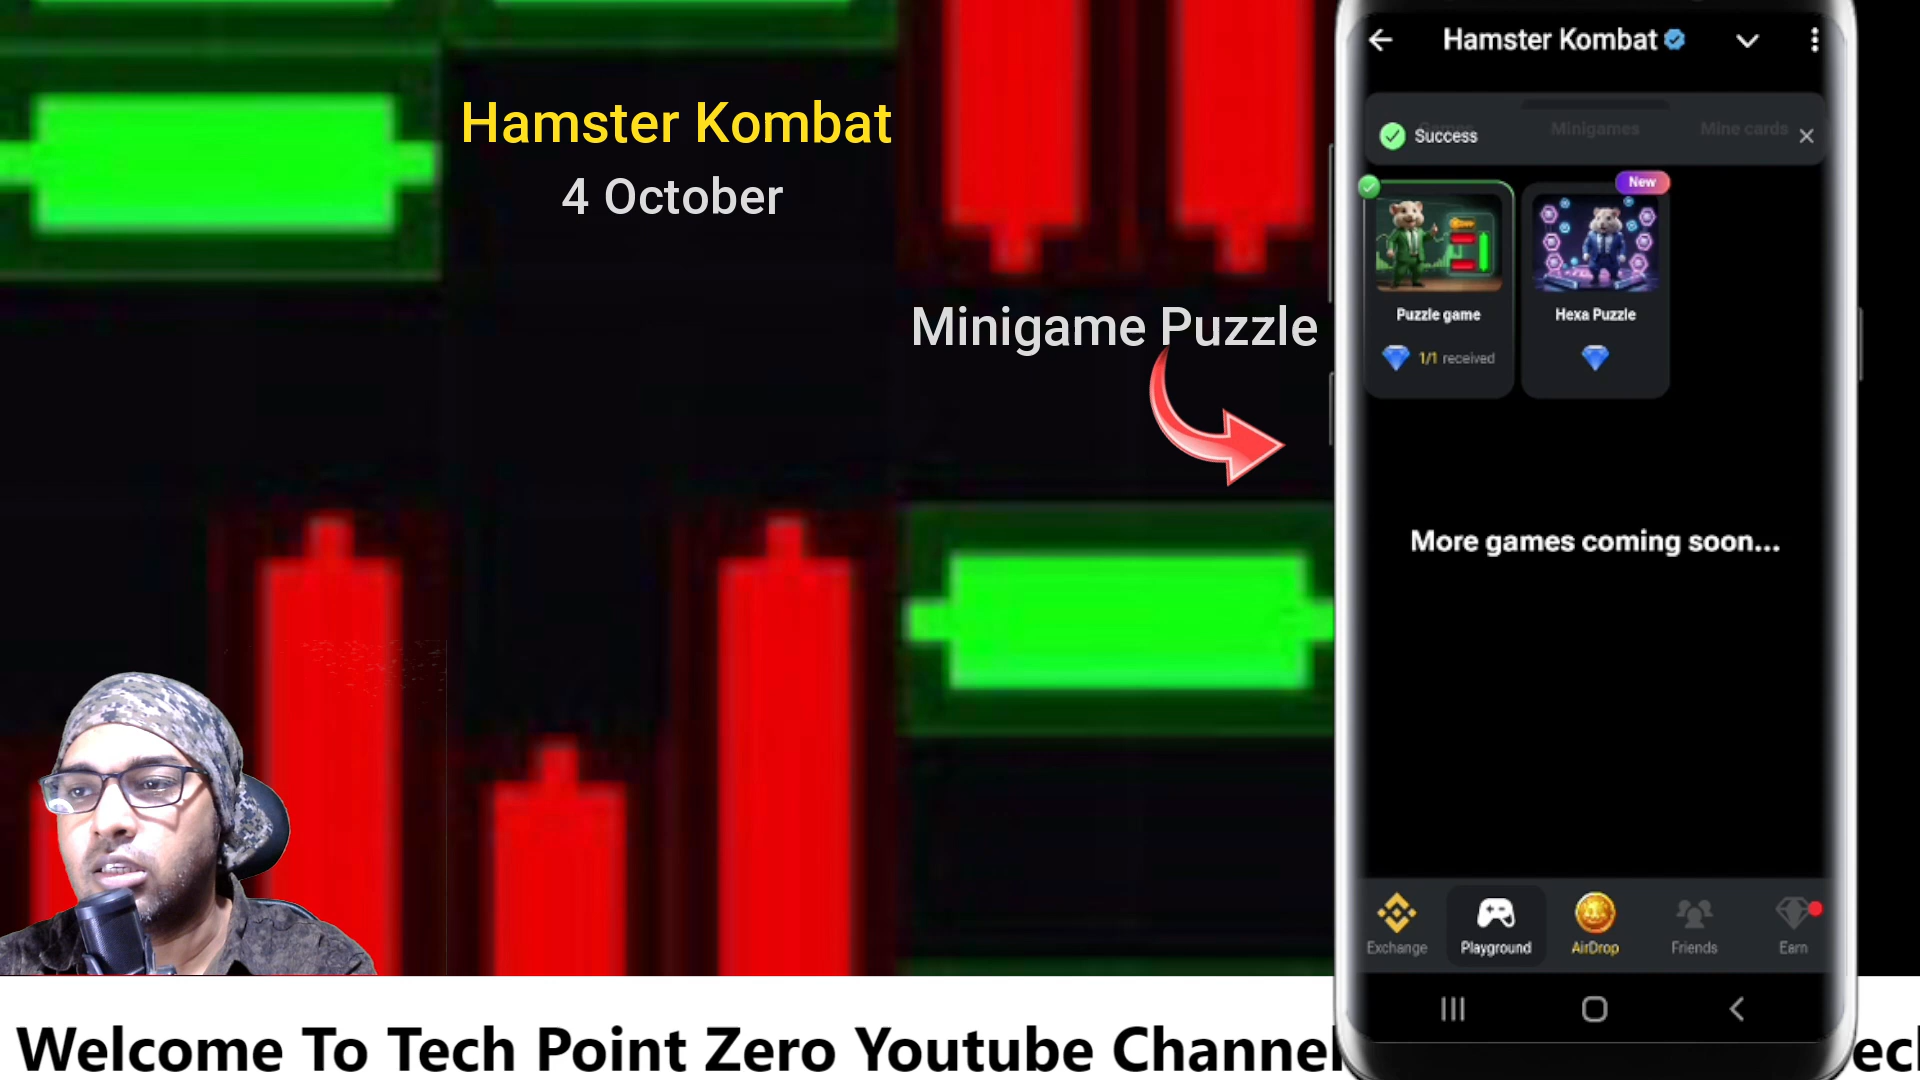 Hamster Kombat
4 October
Minigame Puzzle
Hamster Kombat
Games Minigames Mine cards
Success
New
Puzzle game
1/1 received
Hexa Puzzle
More games coming soon...
Exchange Playground AirDrop Friends Earn
Welcome To Tech Point Zero Youtube Channel